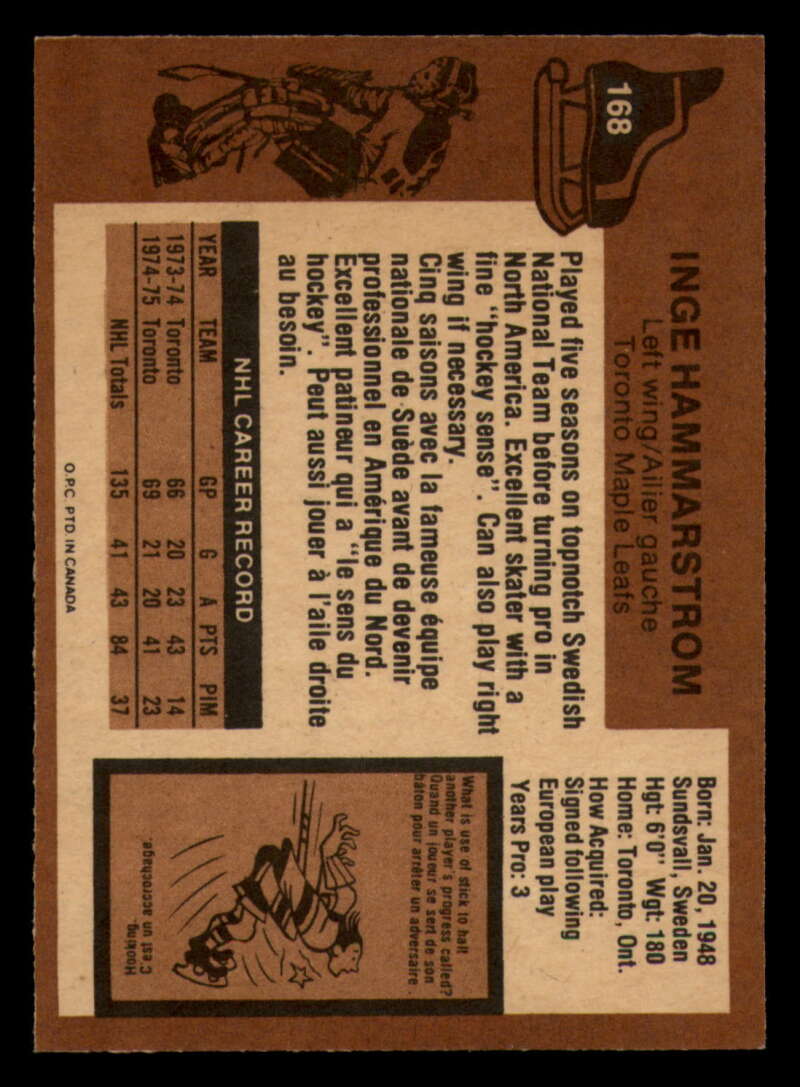 168
INGE HAMMARSTROM
Left wing/Ailier gauche
Toronto Maple Leafs
Born: Jan. 20, 1948
Sundsvall, Sweden
Hgt: 6'0" Wgt: 180
Home: Toronto, Ont.
How Acquired:
Signed following
European play
Years Pro: 3
Played five seasons on topnotch Swedish
National Team before turning pro in
North America. Excellent skater with a
fine "hockey sense". Can also play right
wing if necessary.
Cinq saisons avec la fameuse équipe
nationale de Suède avant de devenir
professionnel en Amérique du Nord.
Excellent patineur qui a "le sens du
hockey". Peut aussi jouer à l'aile droite
au besoin.
NHL CAREER RECORD
YEAR TEAM GP G A PTS PIM
1973-74 Toronto 66 20 23 43 14
1974-75 Toronto 69 21 20 41 23
NHL Totals 135 41 43 84 37
What is use of stick to halt
another player's progress called?
Quand un joueur se sert de son
bâton pour arrêter un adversaire.
Hooking.
C'est un accrochage.
O.P.C. PTD. IN CANADA